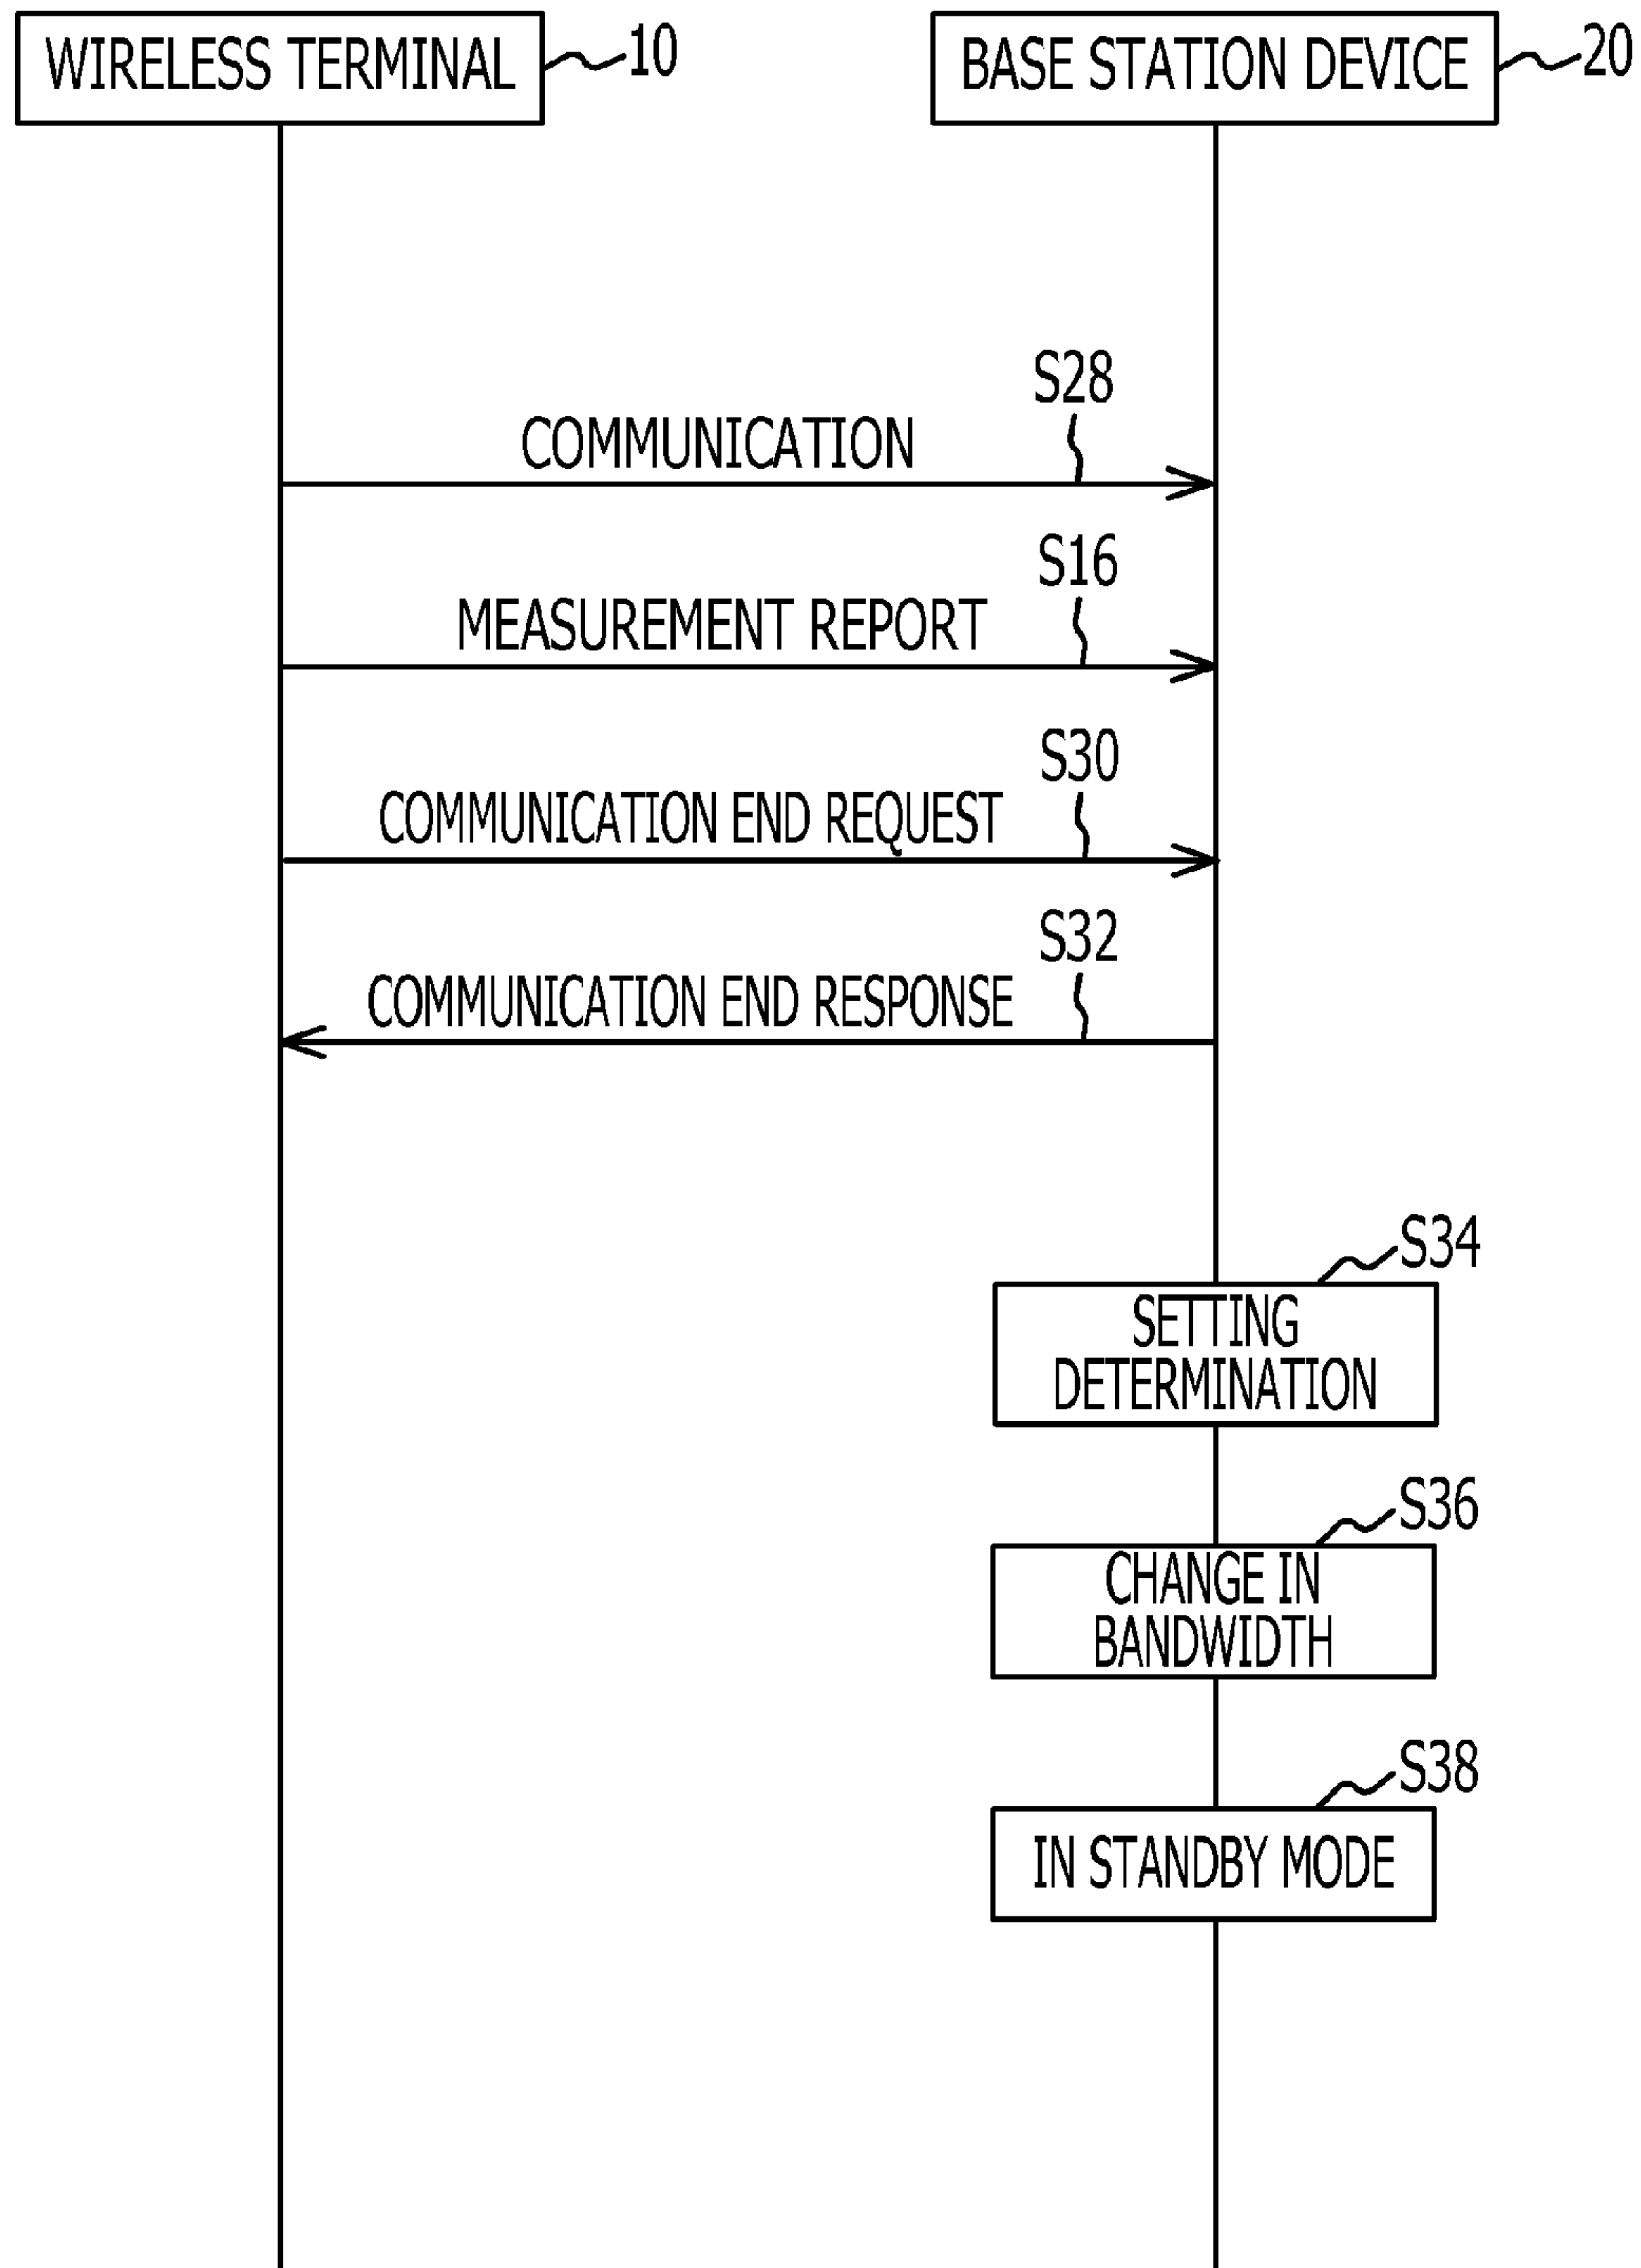 WIRELESS TERMINAL
10
BASE STATION DEVICE
20
S28
COMMUNICATION
S16
MEASUREMENT REPORT
S30
COMMUNICATION END REQUEST
S32
COMMUNICATION END RESPONSE
S34
SETTING
DETERMINATION
S36
CHANGE IN
BANDWIDTH
S38
IN STANDBY MODE